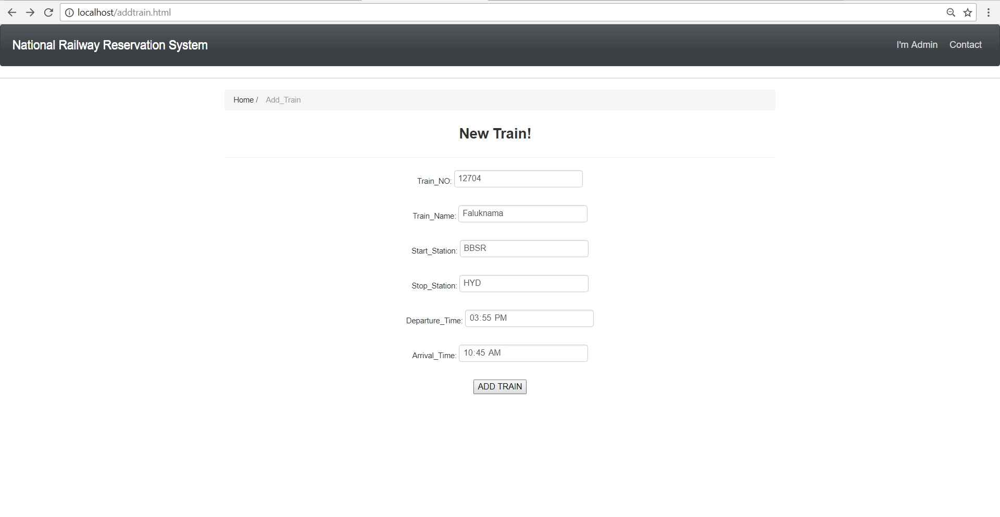 localhost/addtrain.html
National Railway Reservation System
I'm Admin Contact
Home / Add_Train
New Train!
Train_NO: 12704
Train_Name: Faluknama
Start_Station: BBSR
Stop_Station: HYD
Departure_Time: 03:55 PM
Arrival_Time: 10:45 AM
ADD TRAIN